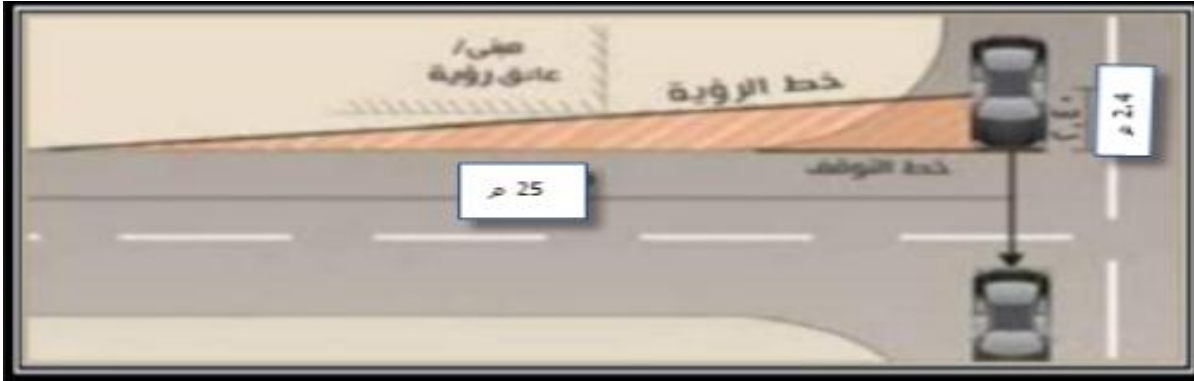 مبنى/
عائق رؤية
خط الرؤية
2.4 م
خط التوقف
25 م